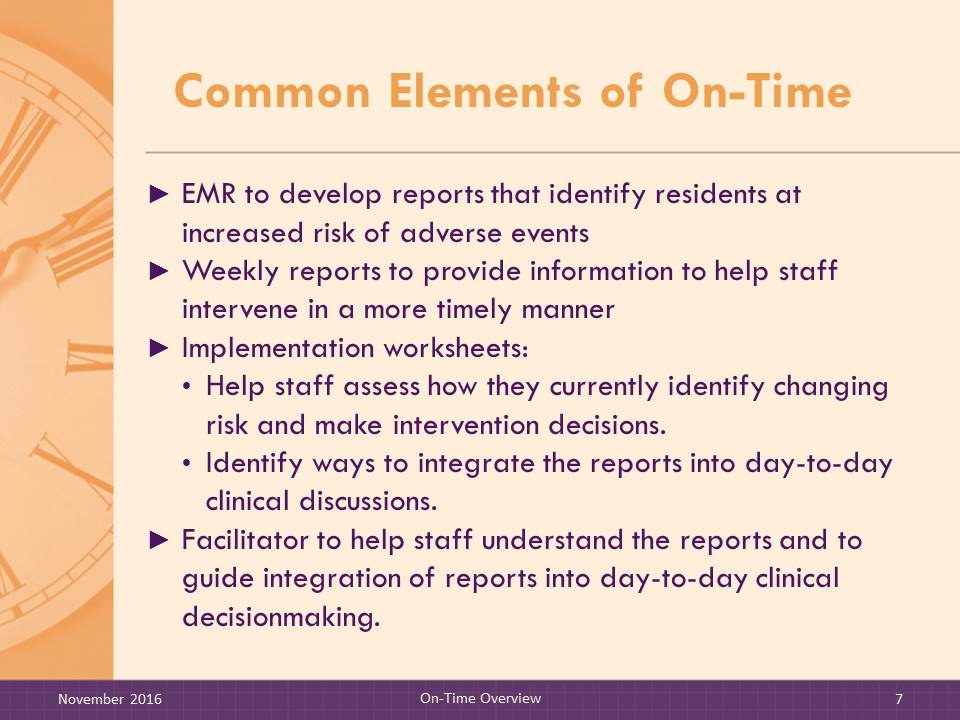 Common Elements of On-Time
► EMR to develop reports that identify residents at
increased risk of adverse events
► Weekly reports to provide information to help staff
intervene in a more timely manner
► Implementation worksheets:
• Help staff assess how they currently identify changing
risk and make intervention decisions.
• Identify ways to integrate the reports into day-to-day
clinical discussions.
► Facilitator to help staff understand the reports and to
guide integration of reports into day-to-day clinical
decisionmaking.
November 2016
On-Time Overview
7